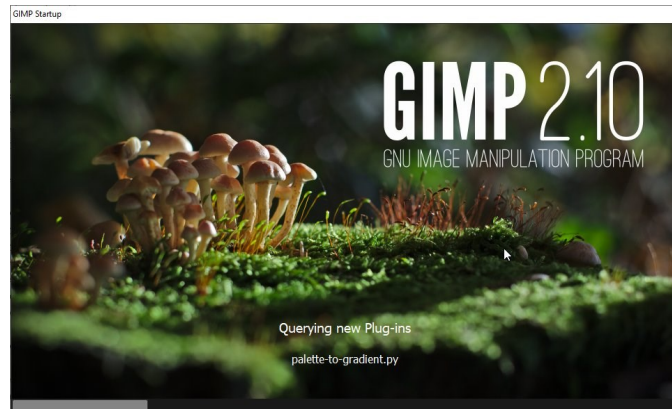 GIMP Startup
GIMP 2.10
GNU IMAGE MANIPULATION PROGRAM
Querying new Plug-ins
palette-to-gradient.py